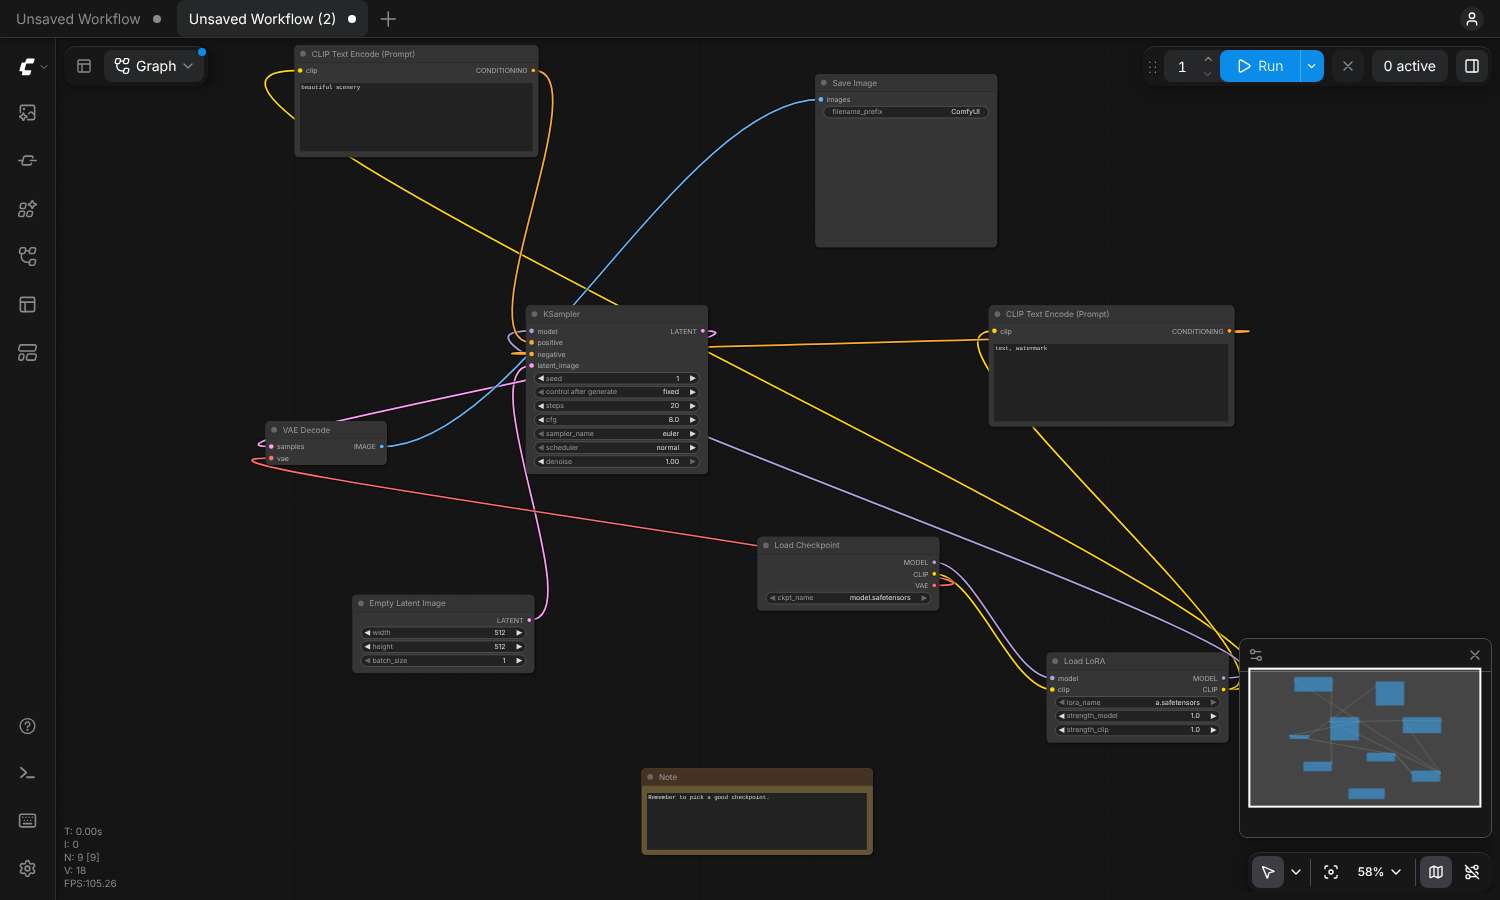 Unsaved Workflow
Unsaved Workflow (2)
Graph
1
Run
0 active
CLIP Text Encode (Prompt)
clip
CONDITIONING
beautiful scenery
Save Image
images
filename_prefix
ComfyUI
KSampler
model
LATENT
positive
negative
latent_image
seed
1
control after generate
fixed
steps
20
cfg
8.0
sampler_name
euler
scheduler
normal
denoise
1.00
CLIP Text Encode (Prompt)
clip
CONDITIONING
text, watermark
VAE Decode
samples
IMAGE
vae
Load Checkpoint
MODEL
CLIP
VAE
ckpt_name
model.safetensors
Empty Latent Image
LATENT
width
512
height
512
batch_size
1
Load LoRA
model
MODEL
clip
CLIP
lora_name
a.safetensors
strength_model
1.0
strength_clip
1.0
Note
Remember to pick a good checkpoint.
T: 0.00s
I: 0
N: 9 [9]
V: 18
FPS:105.26
58%